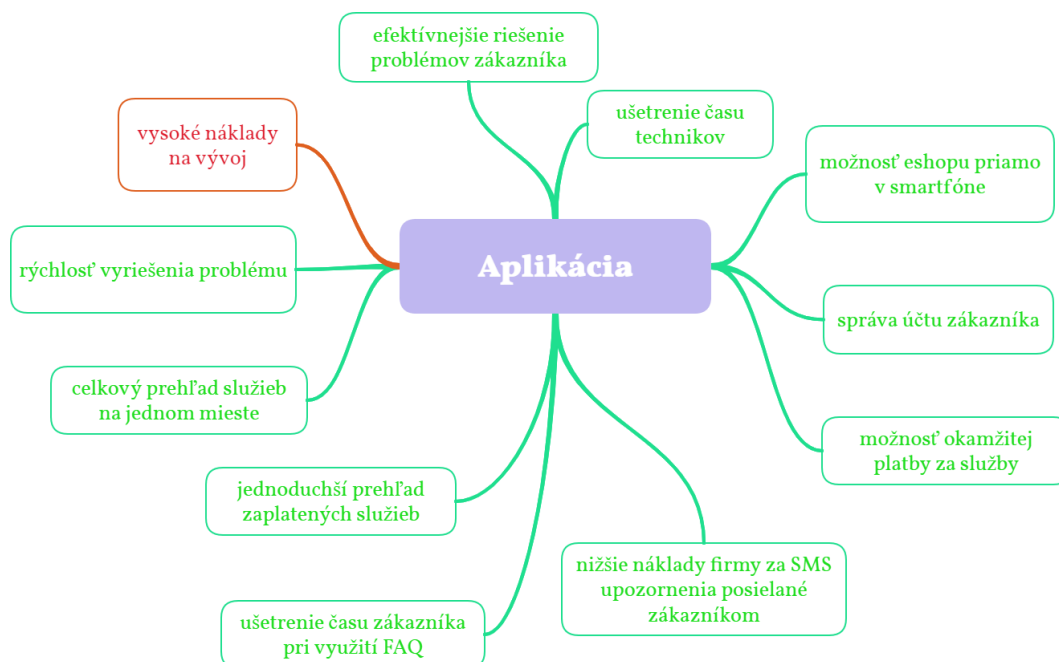 efektívnejšie riešenie
problémov zákazníka
ušetrenie času
technikov
vysoké náklady
na vývoj
možnosť eshopu priamo
v smartfóne
Aplikácia
rýchlosť vyriešenia problému
správa účtu zákazníka
celkový prehľad služieb
na jednom mieste
možnosť okamžitej
platby za služby
jednoduchší prehľad
zaplatených služieb
nižšie náklady firmy za SMS
upozornenia posielané
zákazníkom
ušetrenie času zákazníka
pri využití FAQ